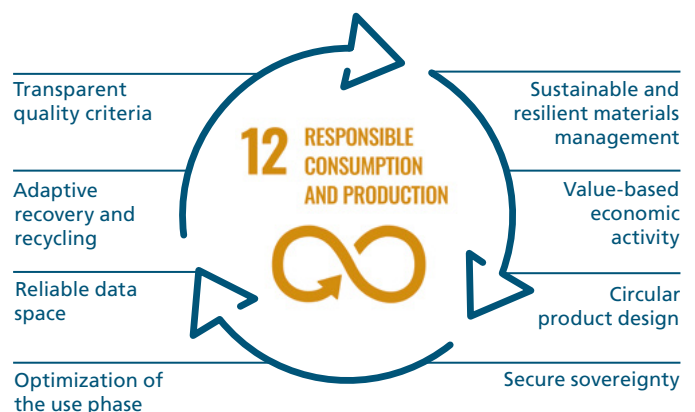 Transparent
quality criteria
Adaptive
recovery and
recycling
Reliable data
space
Optimization of
the use phase
12 RESPONSIBLE
CONSUMPTION
AND PRODUCTION
Sustainable and
resilient materials
management
Value-based
economic
activity
Circular
product design
Secure sovereignty